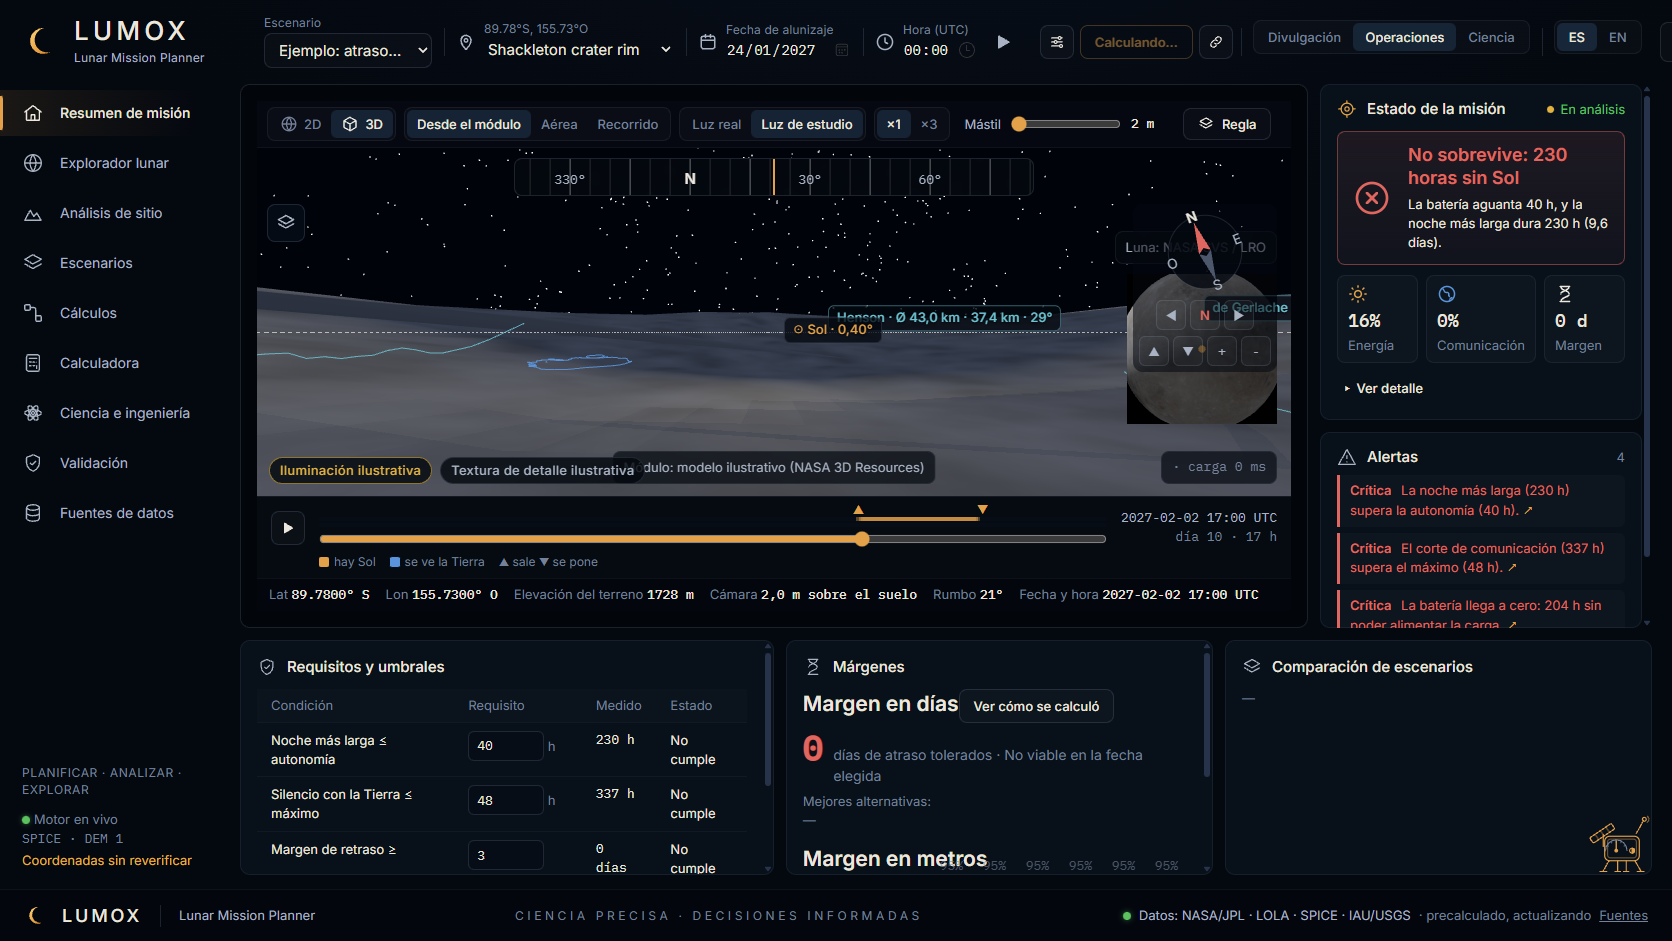 LUMOX
Lunar Mission Planner
Escenario
Ejemplo: atraso...
89.78°S, 155.73°O
Shackleton crater rim
Fecha de alunizaje
24/01/2027
Hora (UTC)
00:00
Calculando...
Divulgación
Operaciones
Ciencia
ES
EN
Resumen de misión
Explorador lunar
Análisis de sitio
Escenarios
Cálculos
Calculadora
Ciencia e ingeniería
Validación
Fuentes de datos
PLANIFICAR · ANALIZAR ·
EXPLORAR
Motor en vivo
SPICE · DEM 1
Coordenadas sin reverificar
2D
3D
Desde el módulo
Aérea
Recorrido
Luz real
Luz de estudio
×1
×3
Mástil
2 m
Regla
330°
N
30°
60°
Luna: NASA SVS / LRO
N
E
S
O
de Gerlache
Henson · Ø 43,0 km · 37,4 km · 29°
Sol · 0,40°
N
+
-
Iluminación ilustrativa
Textura de detalle ilustrativa
dulo: modelo ilustrativo (NASA 3D Resources)
· carga 0 ms
2027-02-02 17:00 UTC
día 10 · 17 h
hay Sol
se ve la Tierra
▲ sale ▼ se pone
Lat 89.7800° S
Lon 155.7300° O
Elevación del terreno 1728 m
Cámara 2,0 m sobre el suelo
Rumbo 21°
Fecha y hora 2027-02-02 17:00 UTC
Estado de la misión
En análisis
No sobrevive: 230
horas sin Sol
La batería aguanta 40 h, y la
noche más larga dura 230 h (9,6
días).
16%
Energía
0%
Comunicación
0 d
Margen
Ver detalle
Alertas
4
Crítica La noche más larga (230 h)
supera la autonomía (40 h). ↗
Crítica El corte de comunicación (337 h)
supera el máximo (48 h). ↗
Crítica La batería llega a cero: 204 h sin
poder alimentar la carga. ↗
Requisitos y umbrales
Condición
Requisito
Medido
Estado
Noche más larga ≤
autonomía
40 h
230 h
No
cumple
Silencio con la Tierra ≤
máximo
48 h
337 h
No
cumple
Margen de retraso ≥
3
0
días
No
cumple
Márgenes
Margen en días
Ver cómo se calculó
0
días de atraso tolerados · No viable en la fecha
elegida
Mejores alternativas:
—
Margen en metros
95%
95%
95%
95%
95%
95%
Comparación de escenarios
—
LUMOX
Lunar Mission Planner
CIENCIA PRECISA · DECISIONES INFORMADAS
Datos: NASA/JPL · LOLA · SPICE · IAU/USGS
· precalculado, actualizando
Fuentes